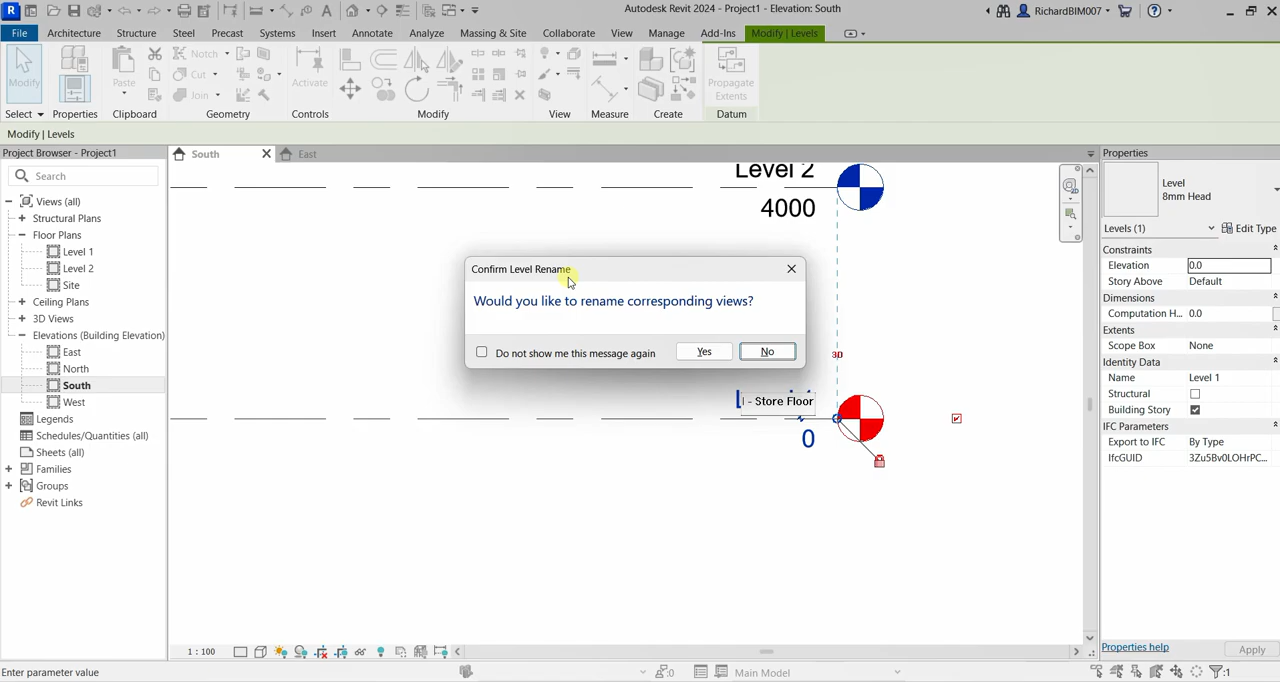 Autodesk Revit 2024 - Project1 - Elevation: South
RichardBIM007
File Architecture Structure Steel Precast Systems Insert Annotate Analyze Massing & Site Collaborate View Manage Add-Ins Modify | Levels
Modify
Notch
Cut
Join
Paste
Activate
Propagate
Extents
Select Properties Clipboard Geometry Controls Modify View Measure Create Datum
Modify | Levels
Project Browser - Project1
South
East
Properties
Search
Views (all)
Structural Plans
Floor Plans
Level 1
Level 2
Site
Ceiling Plans
3D Views
Elevations (Building Elevation)
East
North
South
West
Legends
Schedules/Quantities (all)
Sheets (all)
Families
Groups
Revit Links
Level 2
4000
Confirm Level Rename
Would you like to rename corresponding views?
Do not show me this message again
Yes
No
3D
l - Store Floor
0
Level
8mm Head
Levels (1)
Edit Type
Constraints
Elevation 0.0
Story Above Default
Dimensions
Computation H... 0.0
Extents
Scope Box None
Identity Data
Name Level 1
Structural
Building Story
IFC Parameters
Export to IFC By Type
IfcGUID 3Zu5Bv0LOHrPC...
Properties help
Apply
1 : 100
Enter parameter value
:0
Main Model
:1